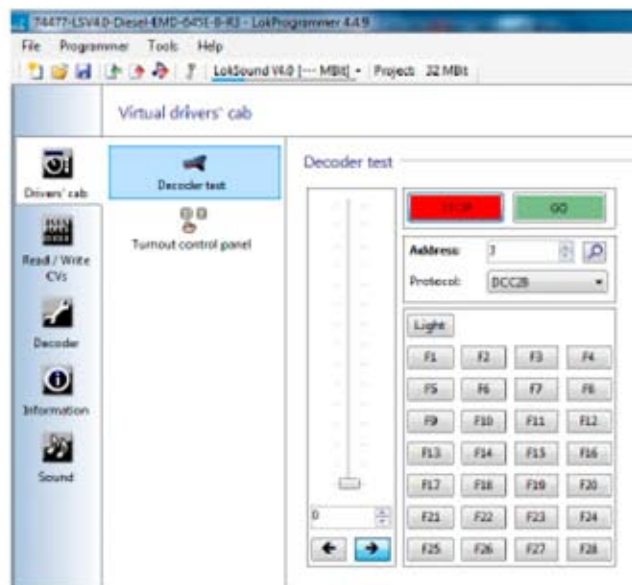 74477-LSV4.0-Diesel-EMD-645E-8-R3 - LokProgrammer 4.4.9
File Programmer Tools Help
LokSound V4.0 [--- MBit] Project: 32 MBit
Virtual drivers' cab
Drivers' cab
Read / Write CVs
Decoder
Information
Sound
Decoder test
Turnout control panel
Decoder test
STOP GO
Address: 3
Protocol: DCC28
Light
F1 F2 F3 F4
F5 F6 F7 F8
F9 F10 F11 F12
F13 F14 F15 F16
F17 F18 F19 F20
0
F21 F22 F23 F24
F25 F26 F27 F28